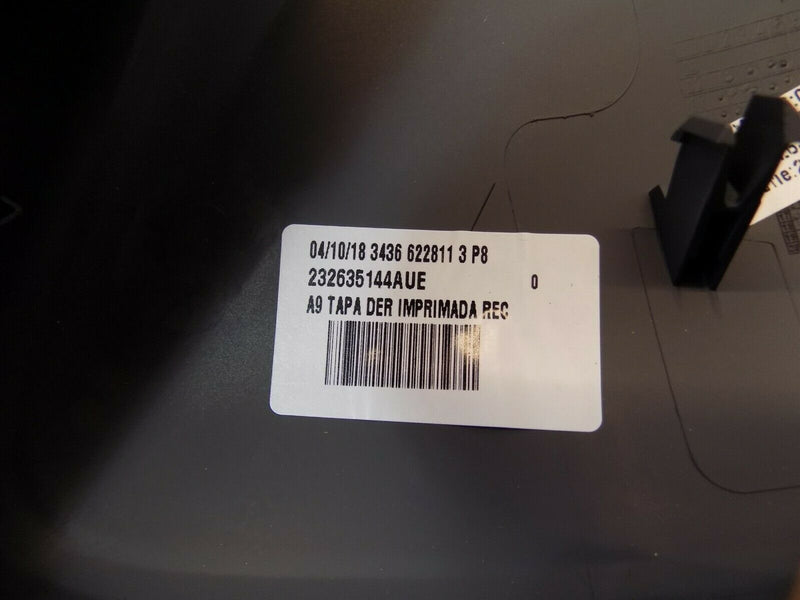 04/10/18 3436 622811 3 P8
232635144AUE 0
A9 TAPA DER IMPRIMADA REC